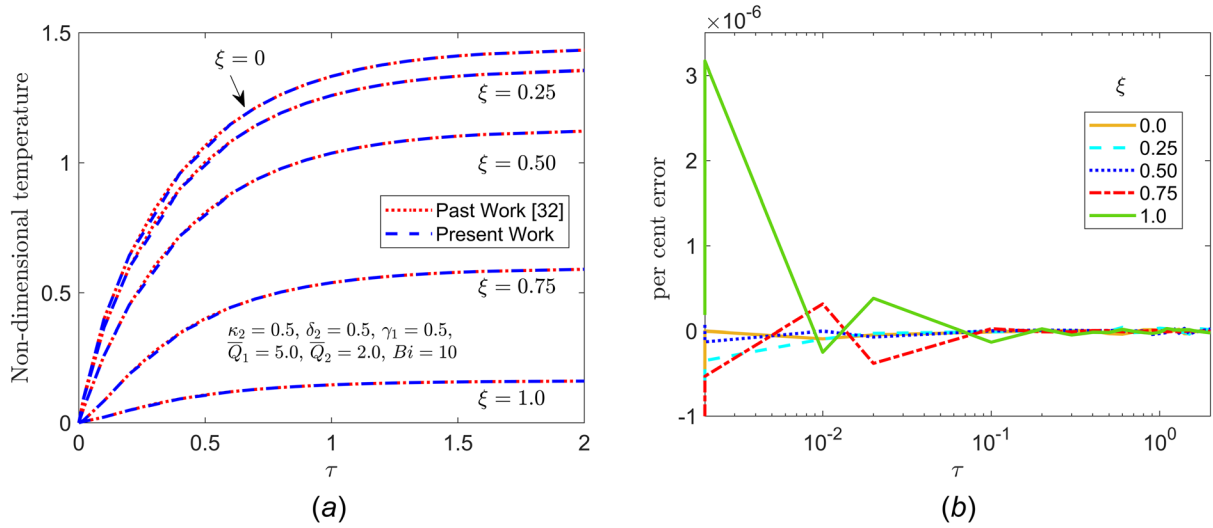 1.5
1
0.5
0
Non-dimensional temperature
ξ = 0
ξ = 0.25
ξ = 0.50
Past Work [32]
Present Work
ξ = 0.75
κ₂ = 0.5, δ₂ = 0.5, γ₁ = 0.5,
Q̅₁ = 5.0, Q̅₂ = 2.0, Bi = 10
ξ = 1.0
0 0.5 1 1.5 2
τ
(a)
×10⁻⁶
3
2
1
0
-1
per cent error
ξ
0.0
0.25
0.50
0.75
1.0
10⁻² 10⁻¹ 10⁰
τ
(b)